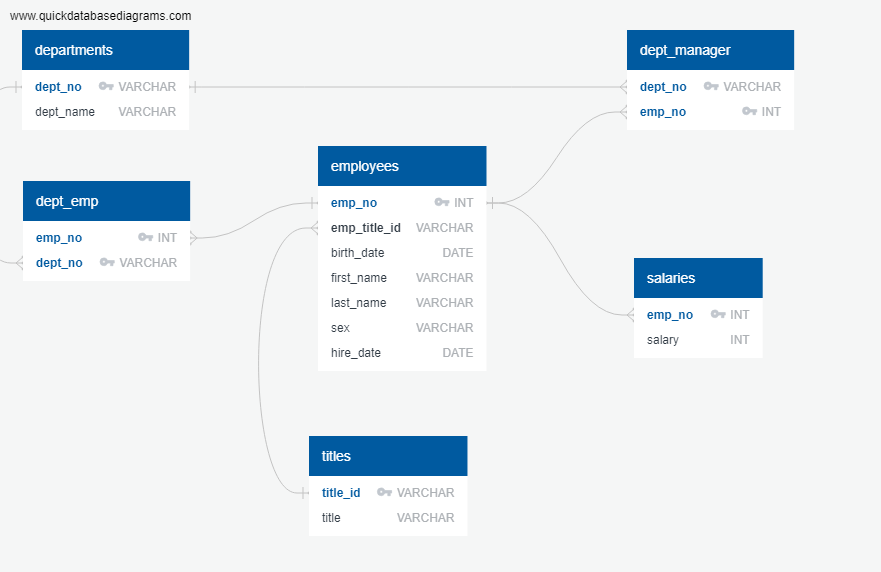 www.quickdatabasediagrams.com
departments
dept_no VARCHAR
dept_name VARCHAR
dept_emp
emp_no INT
dept_no VARCHAR
employees
emp_no INT
emp_title_id VARCHAR
birth_date DATE
first_name VARCHAR
last_name VARCHAR
sex VARCHAR
hire_date DATE
titles
title_id VARCHAR
title VARCHAR
dept_manager
dept_no VARCHAR
emp_no INT
salaries
emp_no INT
salary INT